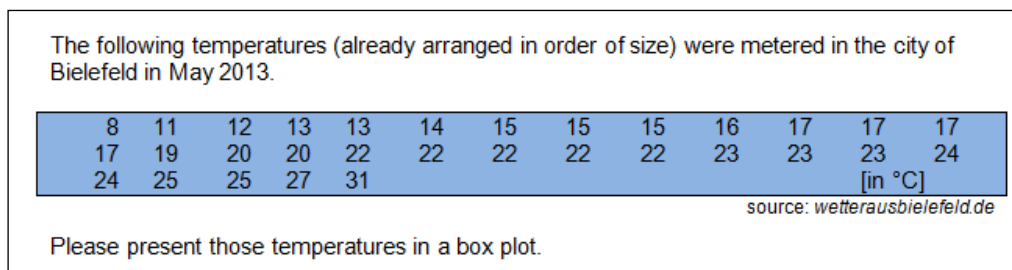 The following temperatures (already arranged in order of size) were metered in the city of
Bielefeld in May 2013.
8 11 12 13 13 14 15 15 15 16 17 17 17
17 19 20 20 22 22 22 22 22 23 23 23 24
24 25 25 27 31 [in °C]
source: wetterausbielefeld.de
Please present those temperatures in a box plot.